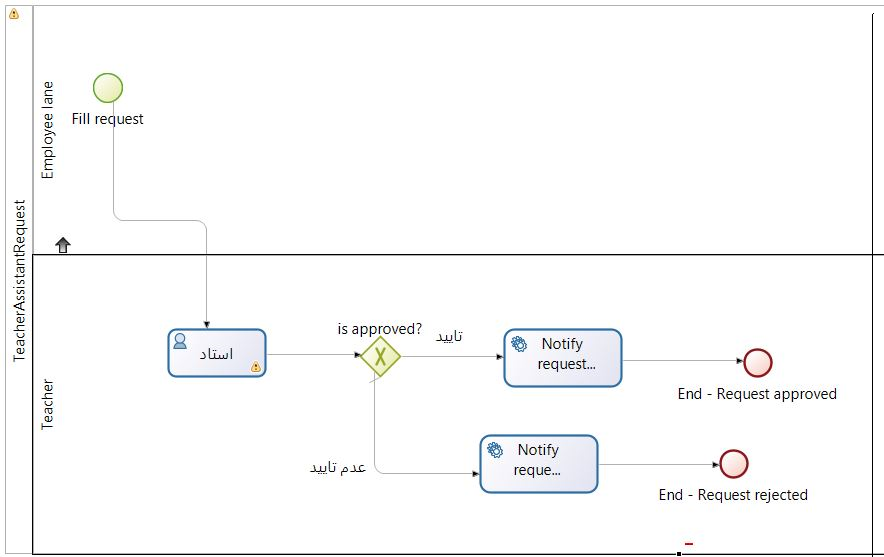 TeacherAssistantRequest
Employee lane
Fill request
Teacher
استاد
is approved?
تایید
Notify
request...
End - Request approved
عدم تایید
Notify
reque...
End - Request rejected